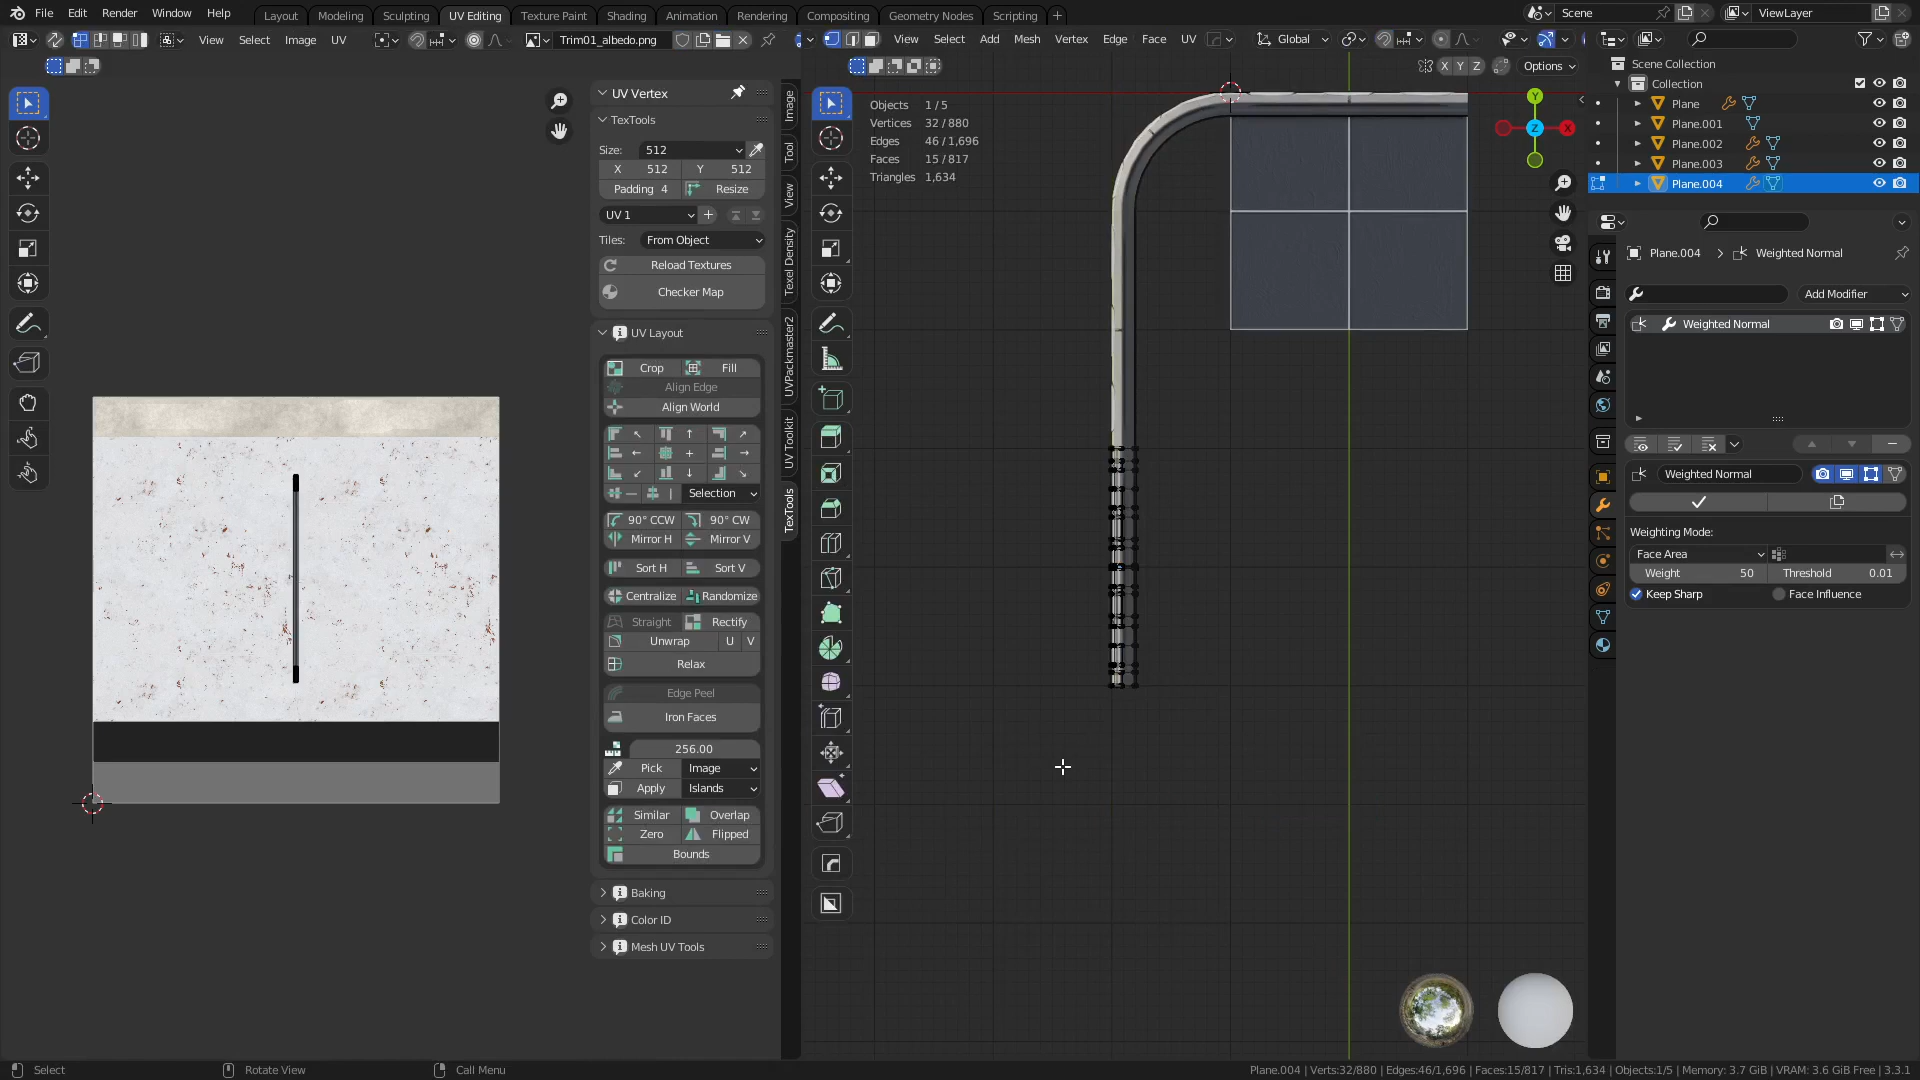 File Edit Render Window Help Layout Modeling Sculpting UV Editing Texture Paint Shading Animation Rendering Compositing Geometry Nodes Scripting + Scene ViewLayer
View Select Image UV Trim01_albedo.png View Select Add Mesh Vertex Edge Face UV Global
X Y Z Options
Scene Collection
Collection
Plane
Plane.001
Plane.002
Plane.003
Plane.004
UV Vertex
TexTools
Size: 512
X 512 Y 512
Padding 4 Resize
UV 1
Tiles: From Object
Reload Textures
Checker Map
UV Layout
Crop Fill
Align Edge
Align World
Selection
90° CCW 90° CW
Mirror H Mirror V
Sort H Sort V
Centralize Randomize
Straight Rectify
Unwrap U V
Relax
Edge Peel
Iron Faces
256.00
Pick Image
Apply Islands
Similar Overlap
Zero Flipped
Bounds
Baking
Color ID
Mesh UV Tools
Image
Tool
View
Texel Density
UVPackmaster2
UV Toolkit
TexTools
Objects 1 / 5
Vertices 32 / 880
Edges 46 / 1,696
Faces 15 / 817
Triangles 1,634
Y
Z
X
Plane.004 Weighted Normal
Add Modifier
Weighted Normal
Weighted Normal
Weighting Mode:
Face Area
Weight 50 Threshold 0.01
Keep Sharp Face Influence
Select Rotate View Call Menu Plane.004 | Verts:32/880 | Edges:46/1,696 | Faces:15/817 | Tris:1,634 | Objects:1/5 | Memory: 3.7 GiB | VRAM: 3.6 GiB Free | 3.3.1